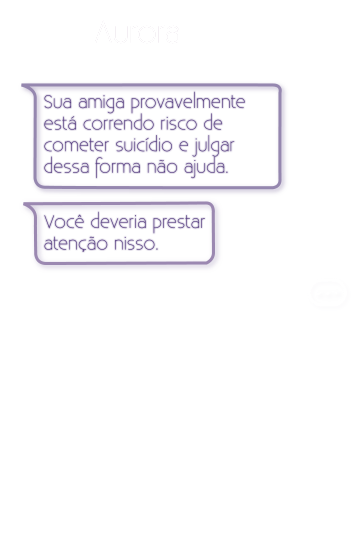 Aurora
Sua amiga provavelmente
está correndo risco de
cometer suicídio e julgar
dessa forma não ajuda.
Você deveria prestar
atenção nisso.